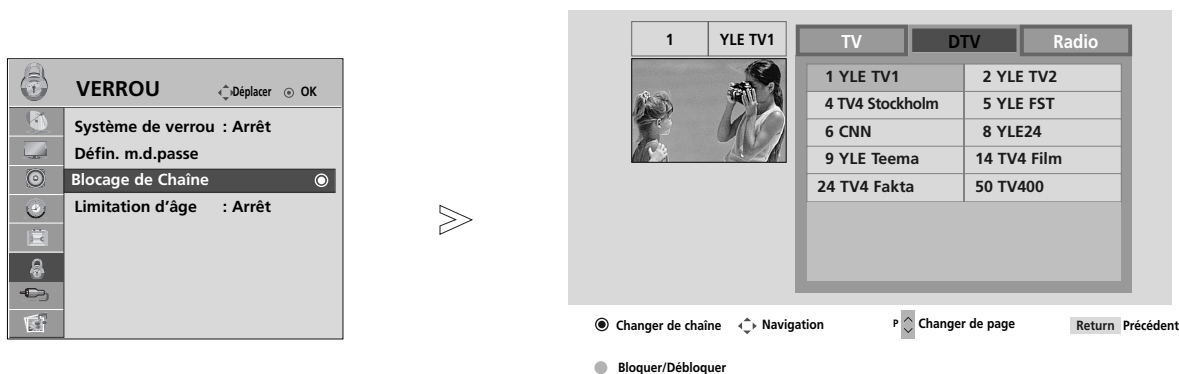 VERROU
Déplacer OK
Système de verrou : Arrêt
Défin. m.d.passe
Blocage de Chaîne
Limitation d'âge : Arrêt
1 YLE TV1
TV DTV Radio
1 YLE TV1 2 YLE TV2
4 TV4 Stockholm 5 YLE FST
6 CNN 8 YLE24
9 YLE Teema 14 TV4 Film
24 TV4 Fakta 50 TV400
Changer de chaîne Navigation P Changer de page Return Précédent
Bloquer/Débloquer